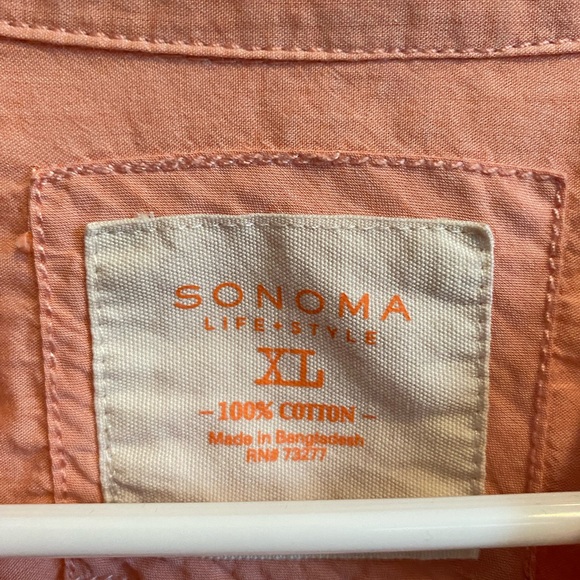 SONOMA
LIFE+STYLE
XL
- 100% COTTON -
Made in Bangladesh
RN# 73277